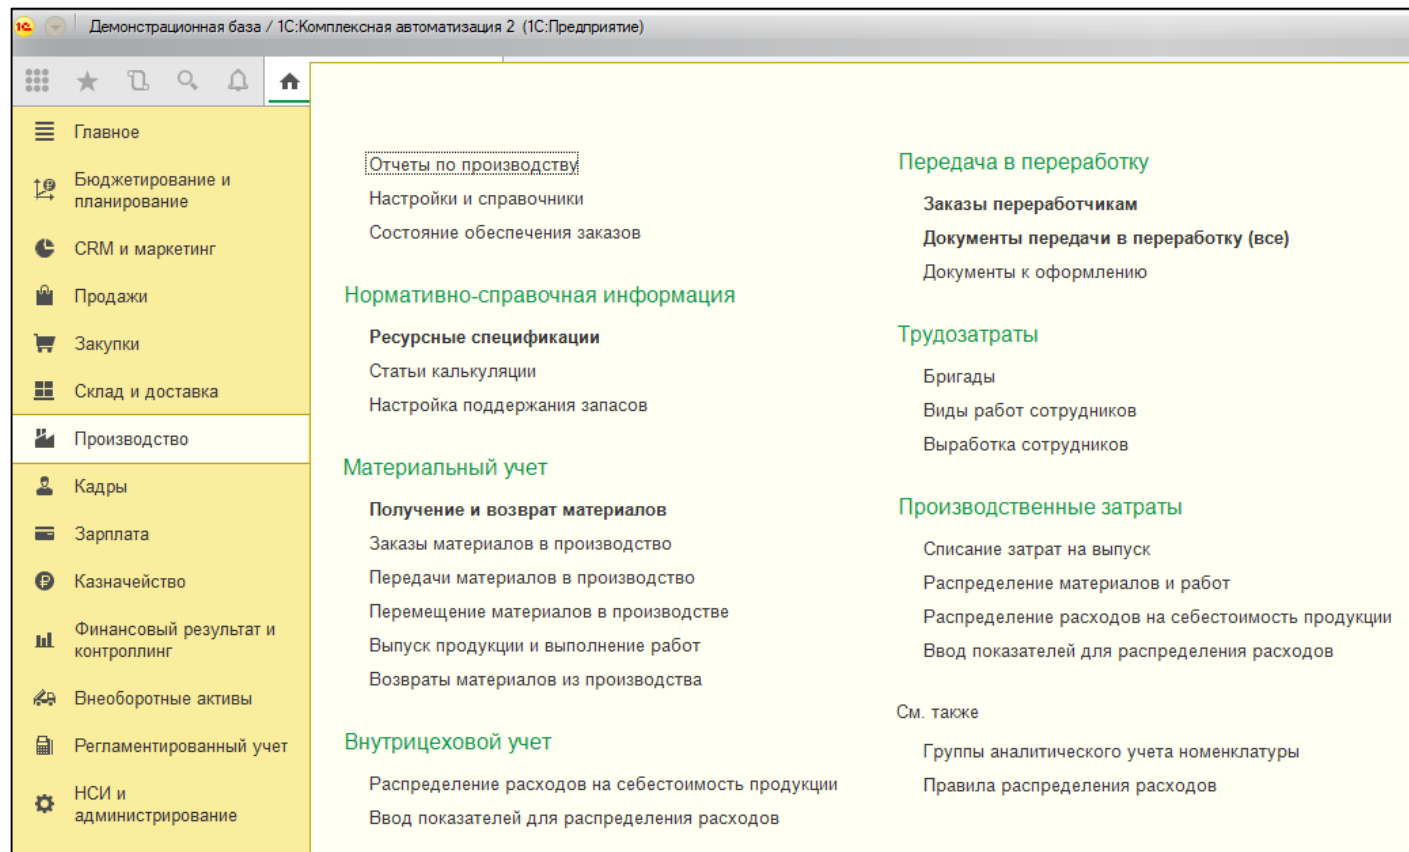 1С Демонстрационная база / 1С:Комплексная автоматизация 2 (1С:Предприятие)
Главное
Бюджетирование и
планирование
CRM и маркетинг
Продажи
Закупки
Склад и доставка
Производство
Кадры
Зарплата
Казначейство
Финансовый результат и
контроллинг
Внеоборотные активы
Регламентированный учет
НСИ и
администрирование
Отчеты по производству
Настройки и справочники
Состояние обеспечения заказов
Нормативно-справочная информация
Ресурсные спецификации
Статьи калькуляции
Настройка поддержания запасов
Материальный учет
Получение и возврат материалов
Заказы материалов в производство
Передачи материалов в производство
Перемещение материалов в производстве
Выпуск продукции и выполнение работ
Возвраты материалов из производства
Внутрицеховой учет
Распределение расходов на себестоимость продукции
Ввод показателей для распределения расходов
Передача в переработку
Заказы переработчикам
Документы передачи в переработку (все)
Документы к оформлению
Трудозатраты
Бригады
Виды работ сотрудников
Выработка сотрудников
Производственные затраты
Списание затрат на выпуск
Распределение материалов и работ
Распределение расходов на себестоимость продукции
Ввод показателей для распределения расходов
См. также
Группы аналитического учета номенклатуры
Правила распределения расходов